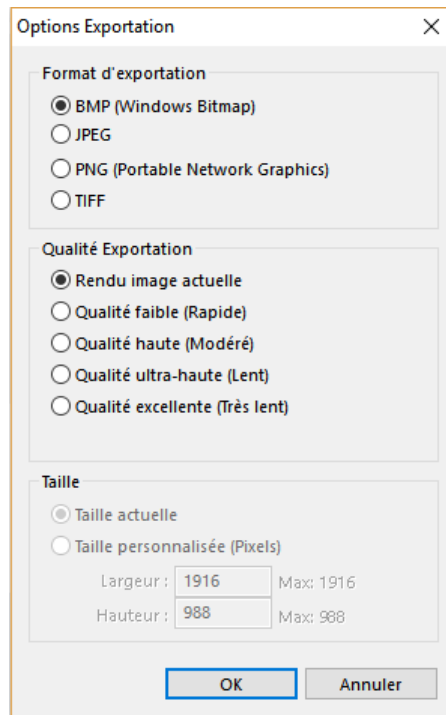 Options Exportation
Format d'exportation
BMP (Windows Bitmap)
JPEG
PNG (Portable Network Graphics)
TIFF
Qualité Exportation
Rendu image actuelle
Qualité faible (Rapide)
Qualité haute (Modéré)
Qualité ultra-haute (Lent)
Qualité excellente (Très lent)
Taille
Taille actuelle
Taille personnalisée (Pixels)
Largeur : 1916 Max: 1916
Hauteur : 988 Max: 988
OK Annuler